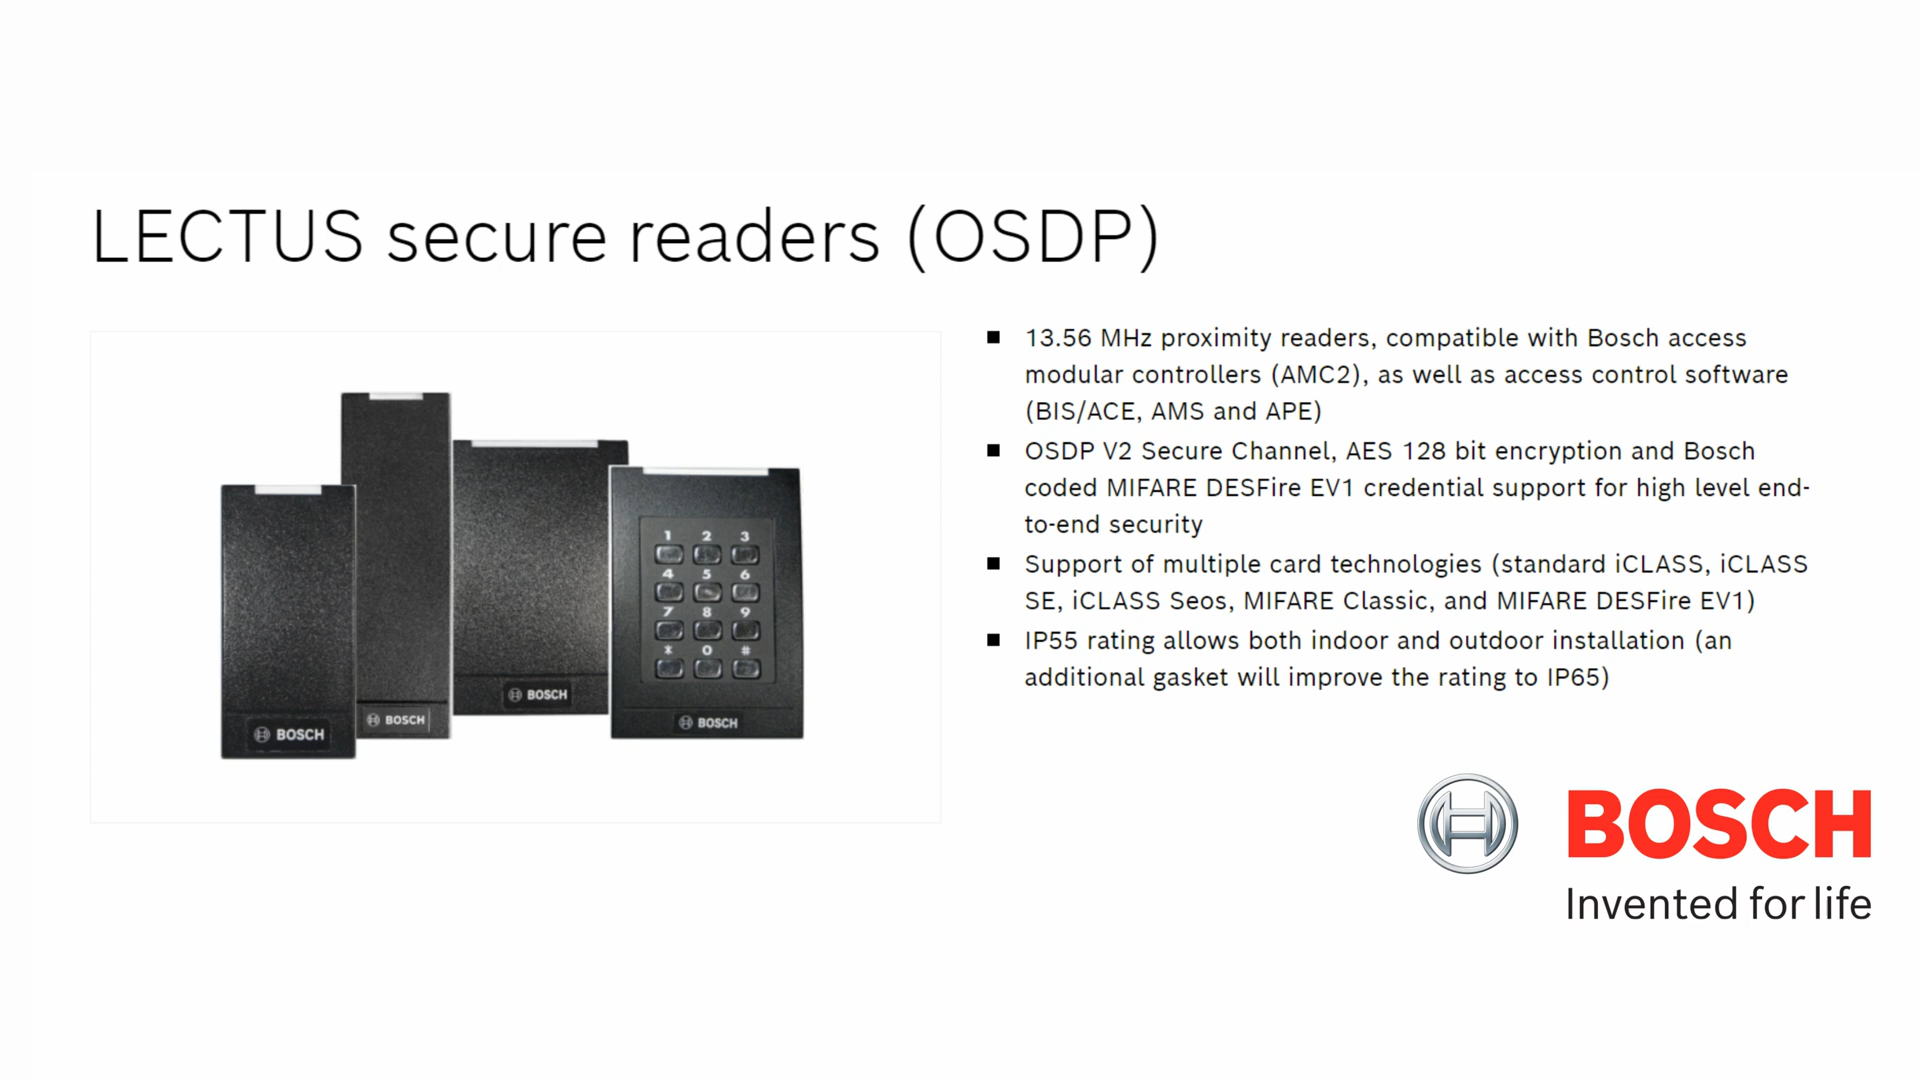 LECTUS secure readers (OSDP)
13.56 MHz proximity readers, compatible with Bosch access
modular controllers (AMC2), as well as access control software
(BIS/ACE, AMS and APE)
OSDP V2 Secure Channel, AES 128 bit encryption and Bosch
coded MIFARE DESFire EV1 credential support for high level end-
to-end security
Support of multiple card technologies (standard iCLASS, iCLASS
SE, iCLASS Seos, MIFARE Classic, and MIFARE DESFire EV1)
IP55 rating allows both indoor and outdoor installation (an
additional gasket will improve the rating to IP65)
1 2 3
4 5 6
7 8 9
* 0 #
BOSCH
BOSCH
BOSCH
BOSCH
BOSCH
Invented for life